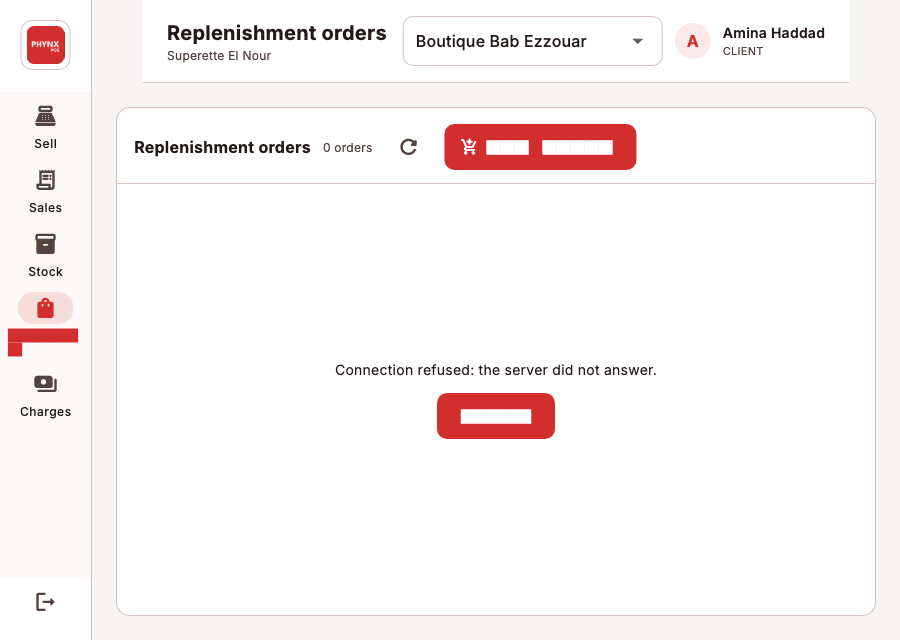 PHYNX
POS
Replenishment orders
Superette El Nour
Boutique Bab Ezzouar
A
Amina Haddad
CLIENT
Sell
Sales
Stock
Charges
Replenishment orders
0 orders
Connection refused: the server did not answer.